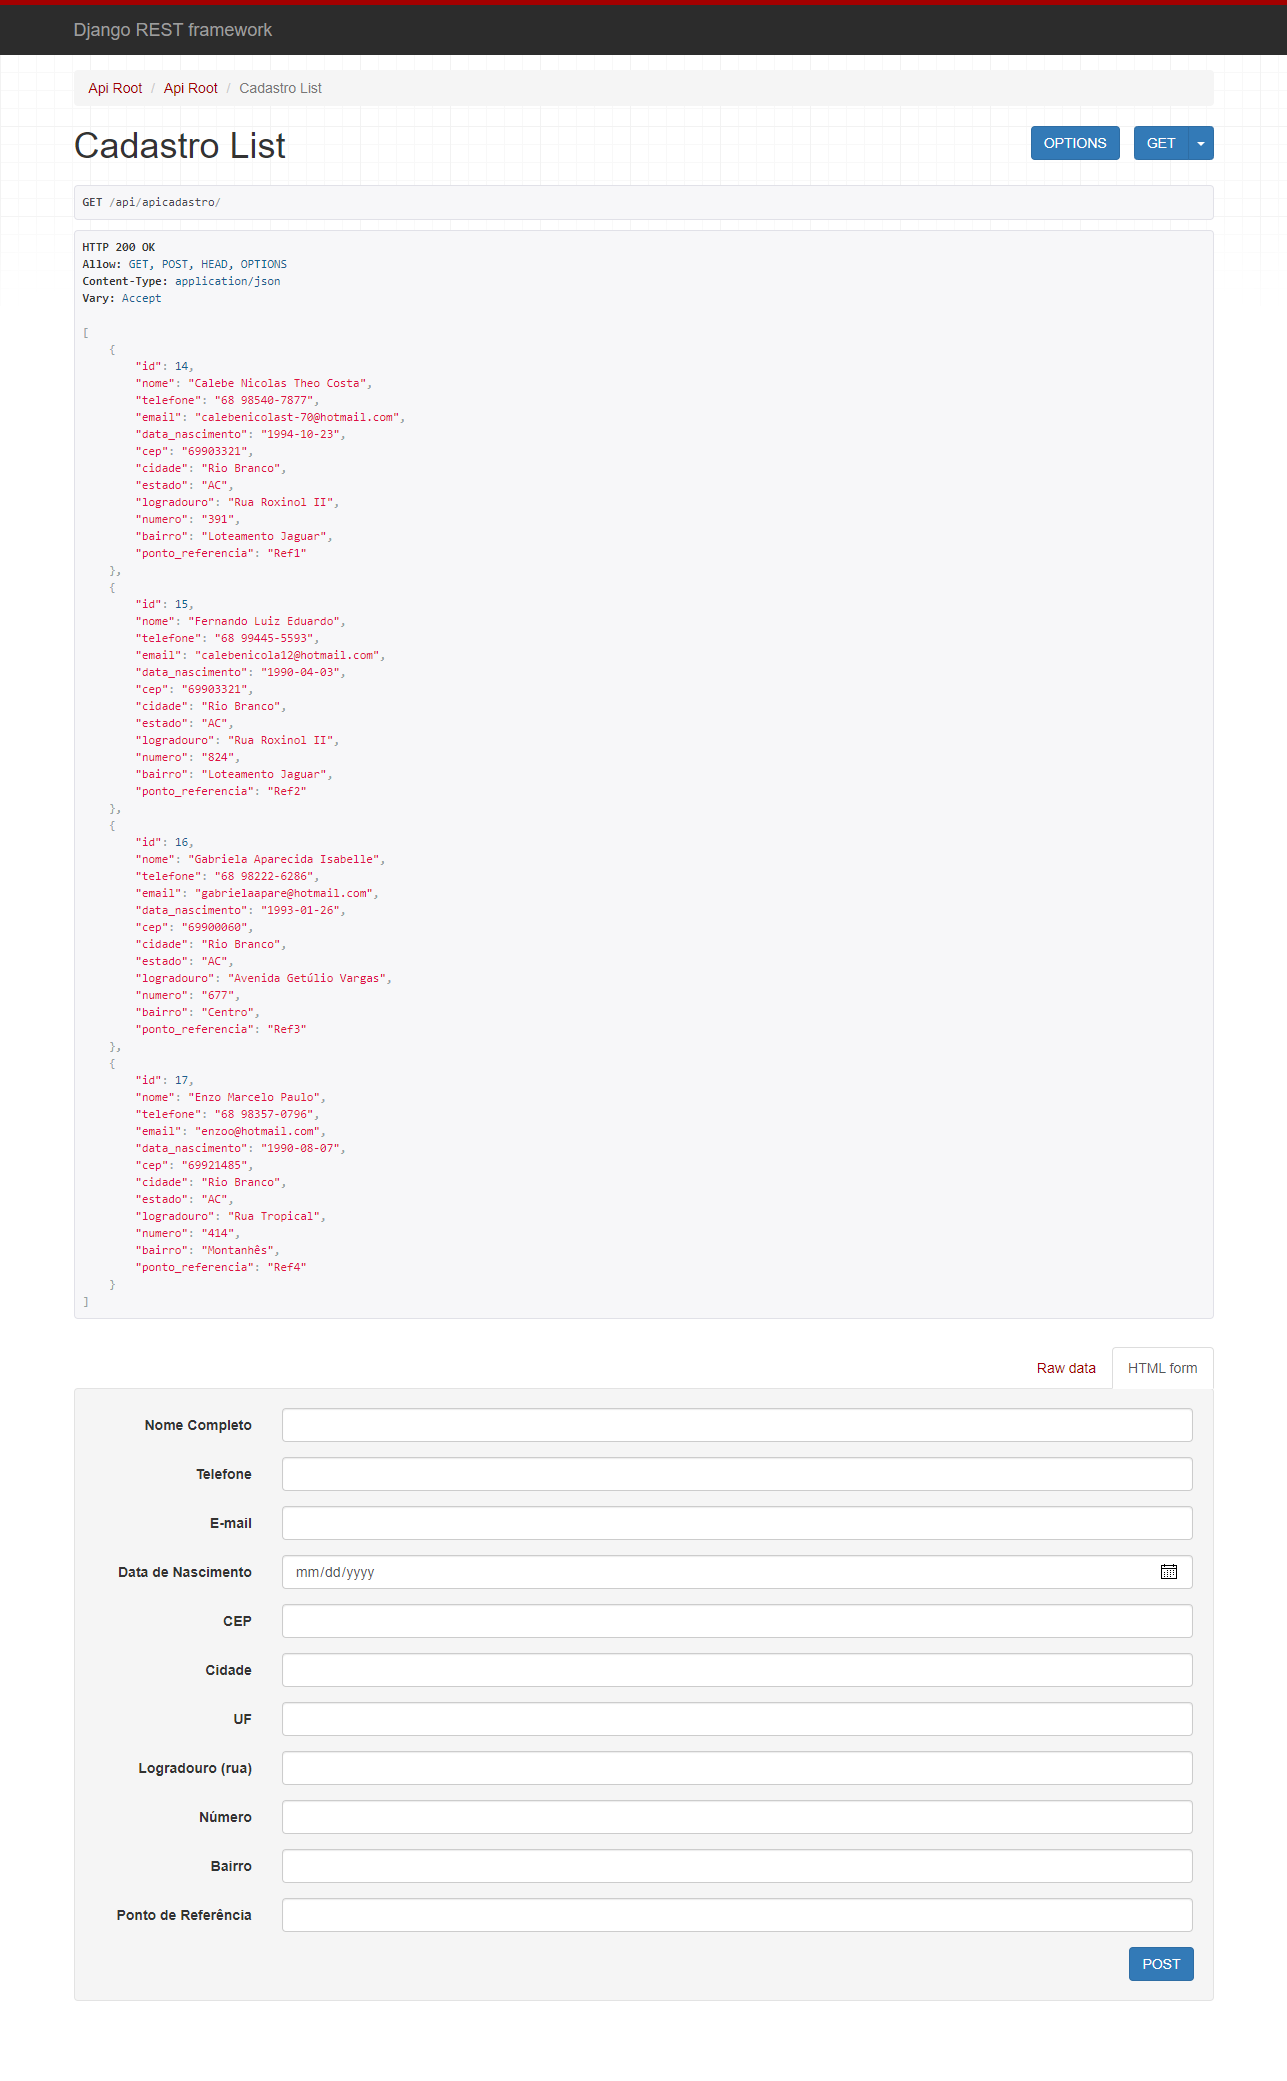 Django REST framework
Api Root / Api Root / Cadastro List
Cadastro List
OPTIONS GET
GET /api/apicadastro/
HTTP 200 OK
Allow: GET, POST, HEAD, OPTIONS
Content-Type: application/json
Vary: Accept
[
    {
        "id": 14,
        "nome": "Calebe Nicolas Theo Costa",
        "telefone": "68 98540-7877",
        "email": "calebenicolast-70@hotmail.com",
        "data_nascimento": "1994-10-23",
        "cep": "69903321",
        "cidade": "Rio Branco",
        "estado": "AC",
        "logradouro": "Rua Roxinol II",
        "numero": "391",
        "bairro": "Loteamento Jaguar",
        "ponto_referencia": "Ref1"
    },
    {
        "id": 15,
        "nome": "Fernando Luiz Eduardo",
        "telefone": "68 99445-5593",
        "email": "calebenicola12@hotmail.com",
        "data_nascimento": "1990-04-03",
        "cep": "69903321",
        "cidade": "Rio Branco",
        "estado": "AC",
        "logradouro": "Rua Roxinol II",
        "numero": "824",
        "bairro": "Loteamento Jaguar",
        "ponto_referencia": "Ref2"
    },
    {
        "id": 16,
        "nome": "Gabriela Aparecida Isabelle",
        "telefone": "68 98222-6286",
        "email": "gabrielaapare@hotmail.com",
        "data_nascimento": "1993-01-26",
        "cep": "69900060",
        "cidade": "Rio Branco",
        "estado": "AC",
        "logradouro": "Avenida Getúlio Vargas",
        "numero": "677",
        "bairro": "Centro",
        "ponto_referencia": "Ref3"
    },
    {
        "id": 17,
        "nome": "Enzo Marcelo Paulo",
        "telefone": "68 98357-0796",
        "email": "enzoo@hotmail.com",
        "data_nascimento": "1990-08-07",
        "cep": "69921485",
        "cidade": "Rio Branco",
        "estado": "AC",
        "logradouro": "Rua Tropical",
        "numero": "414",
        "bairro": "Montanhês",
        "ponto_referencia": "Ref4"
    }
]
Raw data HTML form
Nome Completo
Telefone
E-mail
Data de Nascimento mm/dd/yyyy
CEP
Cidade
UF
Logradouro (rua)
Número
Bairro
Ponto de Referência
POST